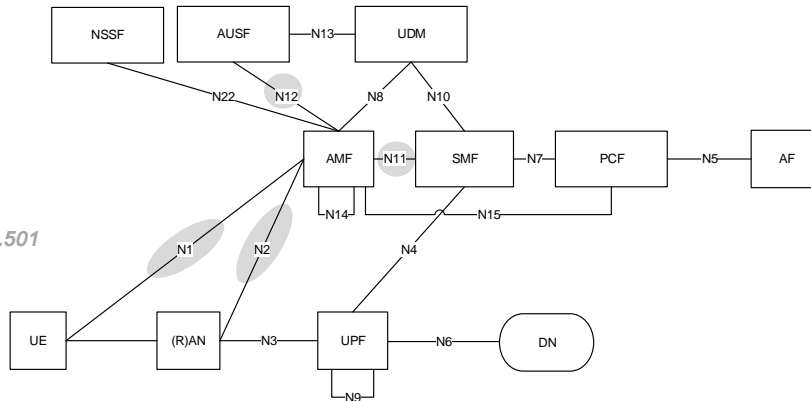 NSSF
AUSF
N13
UDM
N22
N12
N8
N10
AMF
N11
SMF
N7
PCF
N5
AF
N14
N15
.501
N1
N2
N4
UE
(R)AN
N3
UPF
N6
DN
N9